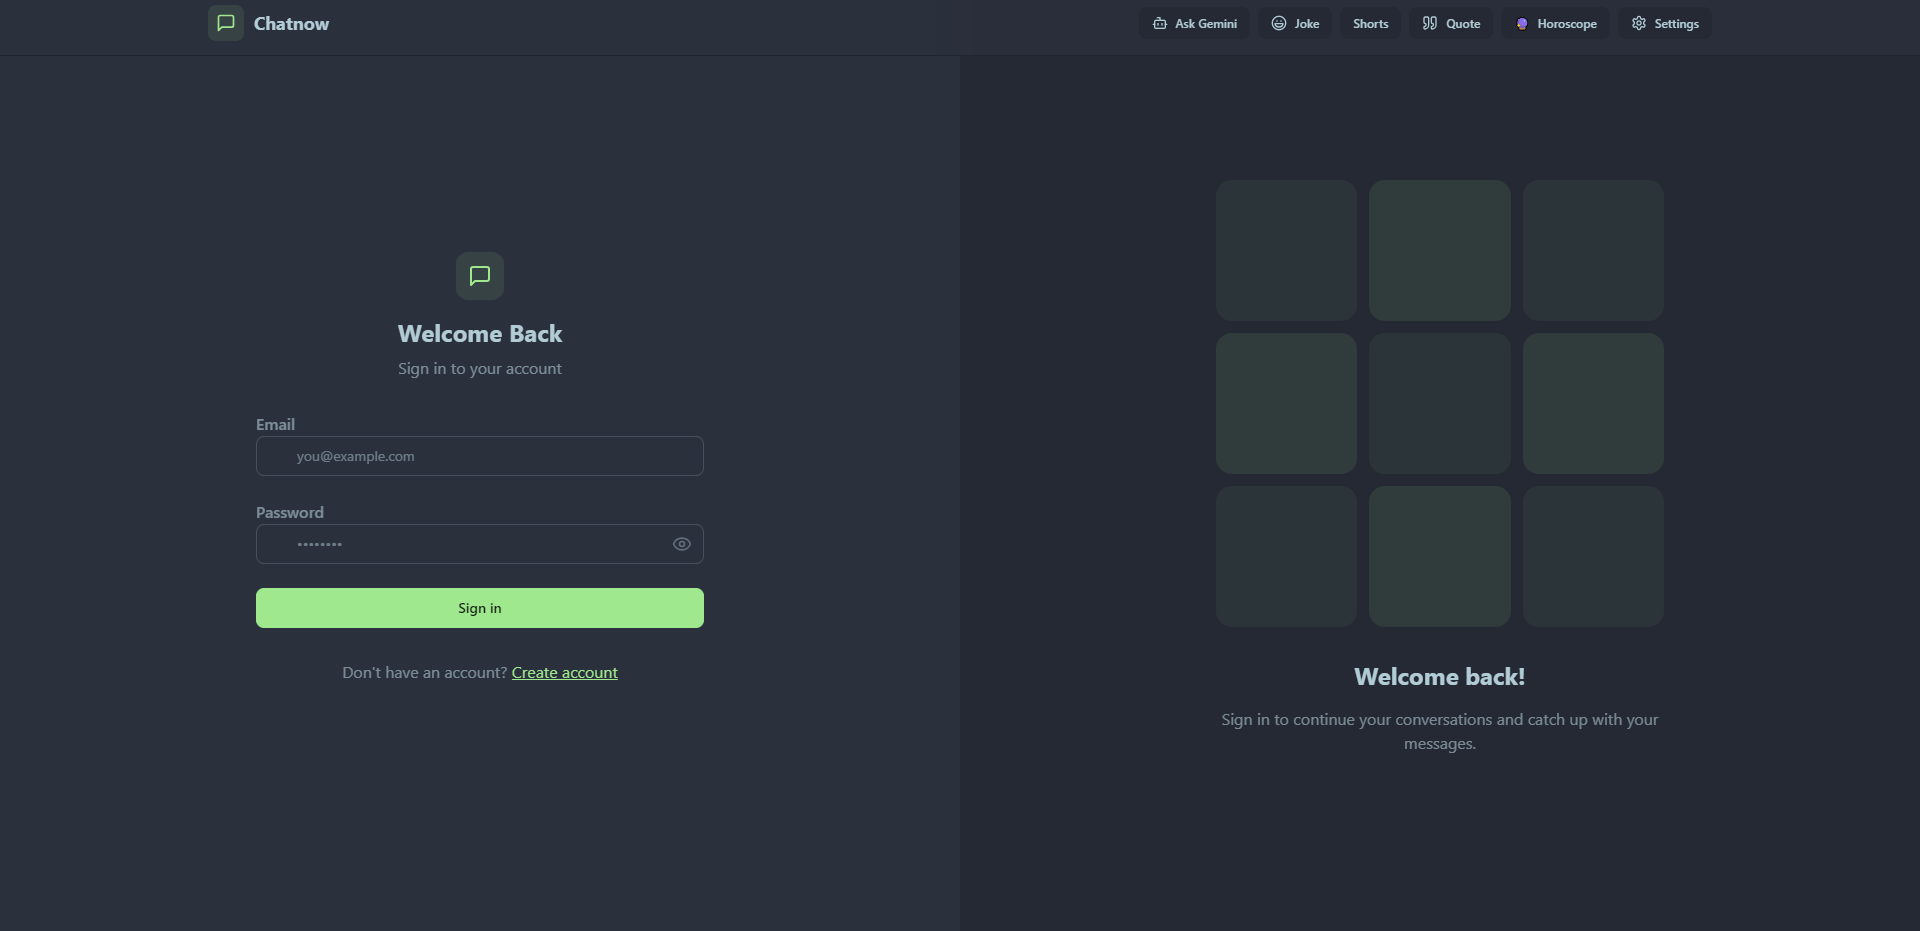 Chatnow
Ask Gemini
Joke
Shorts
Quote
Horoscope
Settings
Welcome Back
Sign in to your account
Email
you@example.com
Password
••••••••
Sign in
Don't have an account? Create account
Welcome back!
Sign in to continue your conversations and catch up with your
messages.